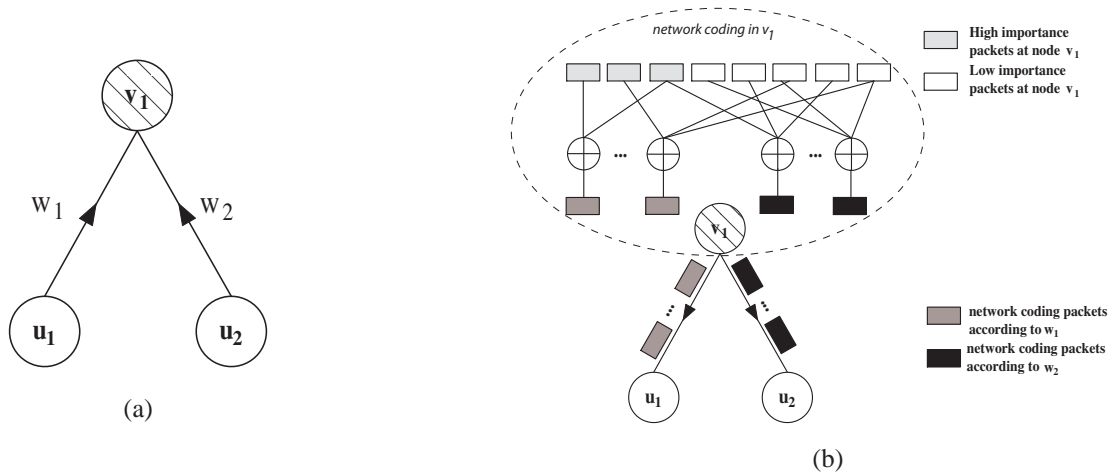 v1
w1
w2
u1
u2
(a)
network coding in v1
High importance
packets at node v1
Low importance
packets at node v1
...
...
v1
...
...
network coding packets
according to w1
network coding packets
according to w2
u1
u2
(b)